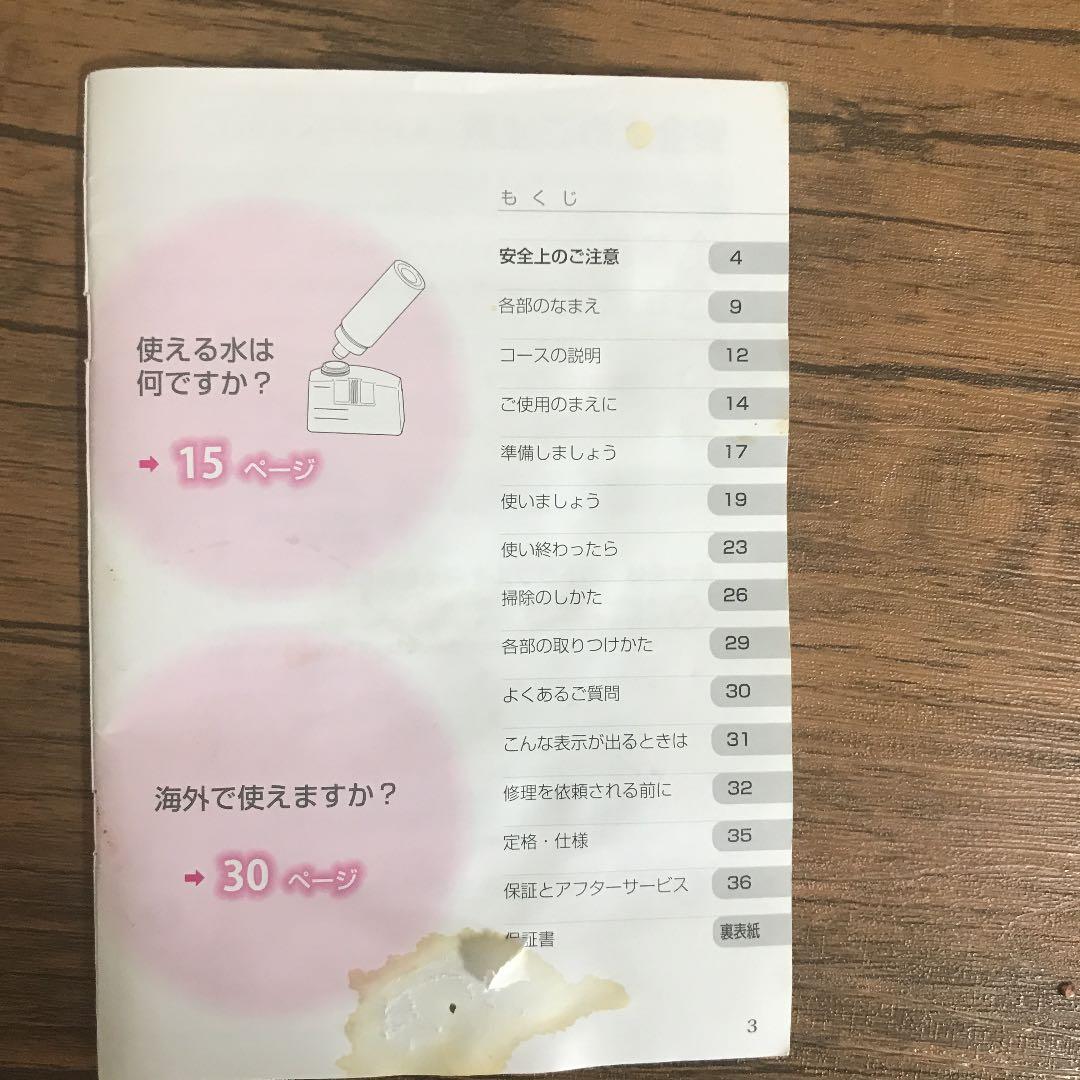 使える水は
何ですか?
➡ 15 ページ
海外で使えますか?
➡ 30 ページ
もくじ
安全上のご注意 4
各部のなまえ 9
コースの説明 12
ご使用のまえに 14
準備しましょう 17
使いましょう 19
使い終わったら 23
掃除のしかた 26
各部の取りつけかた 29
よくあるご質問 30
こんな表示が出るときは 31
修理を依頼される前に 32
定格・仕様 35
保証とアフターサービス 36
保証書 裏表紙
3